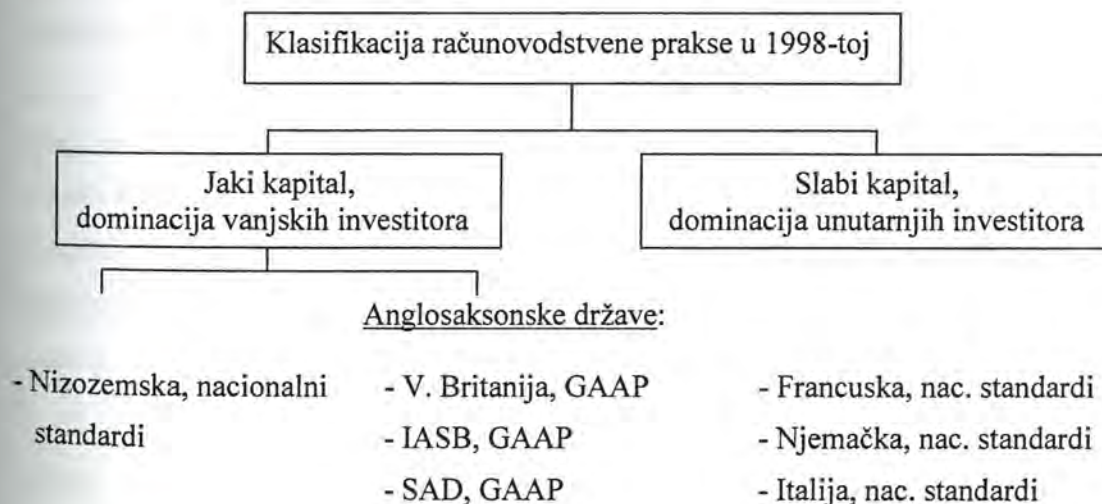 Klasifikacija računovodstvene prakse u 1998-toj
Jaki kapital,
dominacija vanjskih investitora
Slabi kapital,
dominacija unutarnjih investitora
Anglosaksonske države:
- Nizozemska, nacionalni
standardi
- V. Britanija, GAAP
- IASB, GAAP
- SAD, GAAP
- Francuska, nac. standardi
- Njemačka, nac. standardi
- Italija, nac. standardi